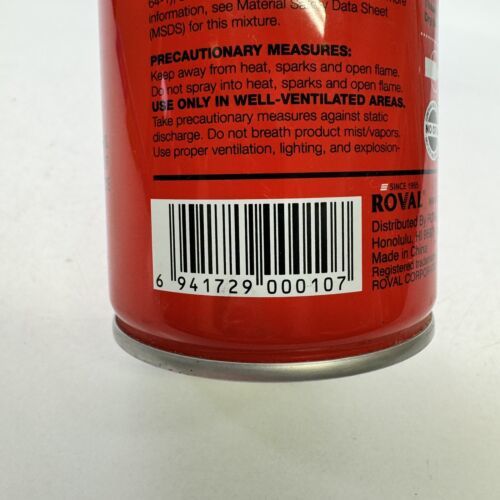 information, see Material Safety Data Sheet
(MSDS) for this mixture.
PRECAUTIONARY MEASURES:
Keep away from heat, sparks and open flame.
Do not spray into heat, sparks and open flame.
USE ONLY IN WELL-VENTILATED AREAS.
Take precautionary measures against static
discharge. Do not breath product mist/vapors.
Use proper ventilation, lighting, and explosion-
6 941729 000107
SINCE 1955
ROVAL
Distributed By
Honolulu, HI
Made in China
Registered
ROVAL
NO